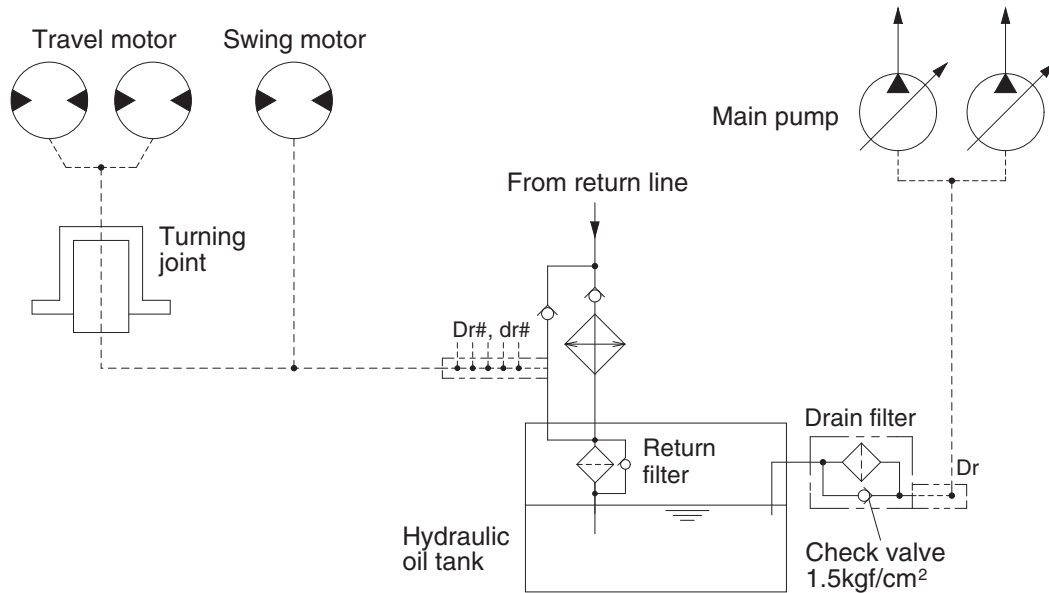 Travel motor
Swing motor
Main pump
From return line
Turning
joint
Dr#, dr#
Return
filter
Drain filter
Dr
Hydraulic
oil tank
Check valve
1.5kgf/cm²